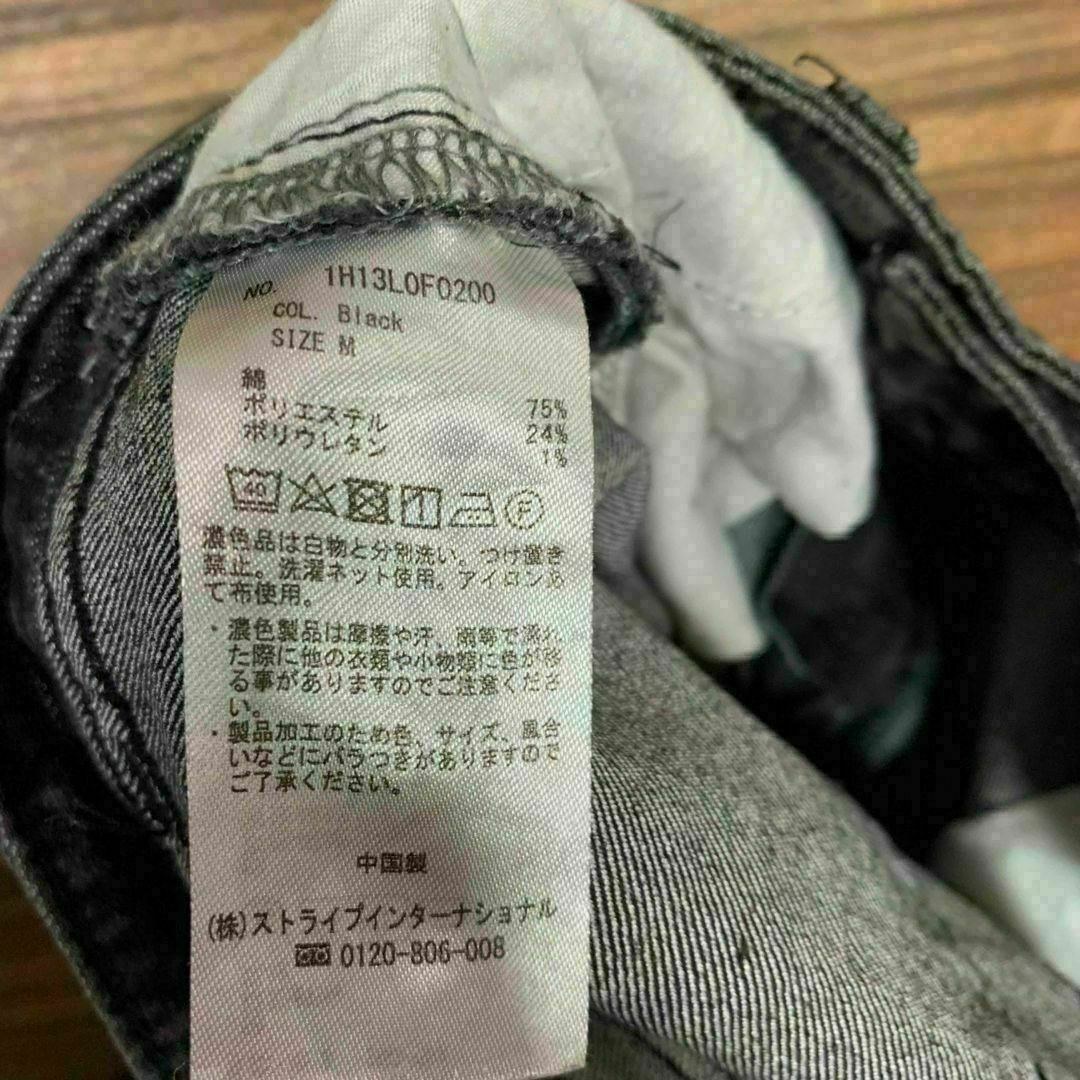 NO. 1H13L0F0200
COL. Black
SIZE M
綿 75%
ポリエステル 24%
ポリウレタン 1%
40
F
濃色品は白物と分別洗い。つけ置き
禁止。洗濯ネット使用。アイロンあ
て布使用。
・濃色製品は摩擦や汗、雨等で濡れ
た際に他の衣類や小物類に色が移
る事がありますのでご注意くださ
い。
・製品加工のため色、サイズ、風合
いなどにバラつきがありますので
ご了承ください。
中国製
(株)ストライプインターナショナル
0120-806-008